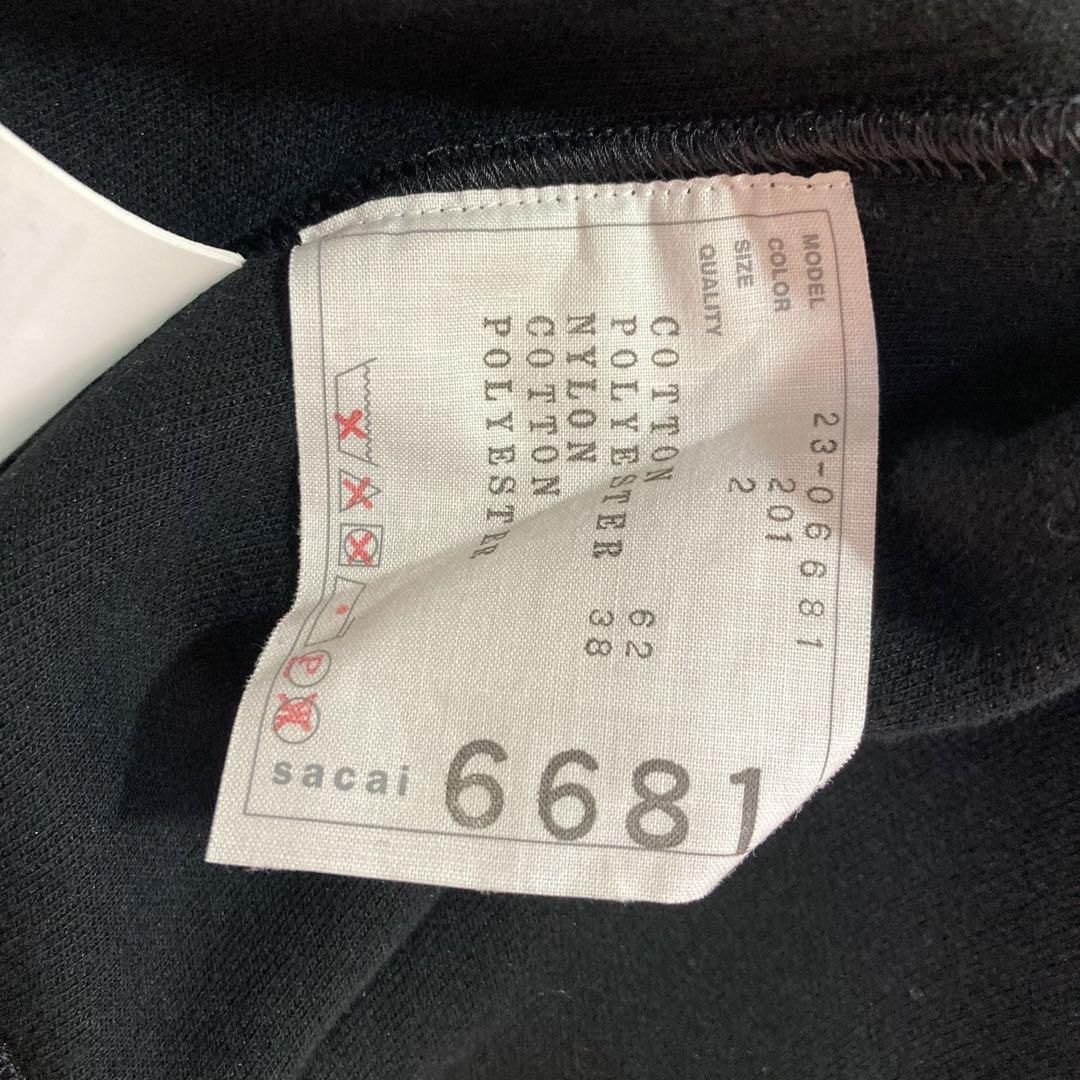 MODEL 23-06681
COLOR 201
SIZE 2
QUALITY
COTTON 62
POLYESTER 38
NYLON
COTTON
POLYESTER
P
sacai
6681